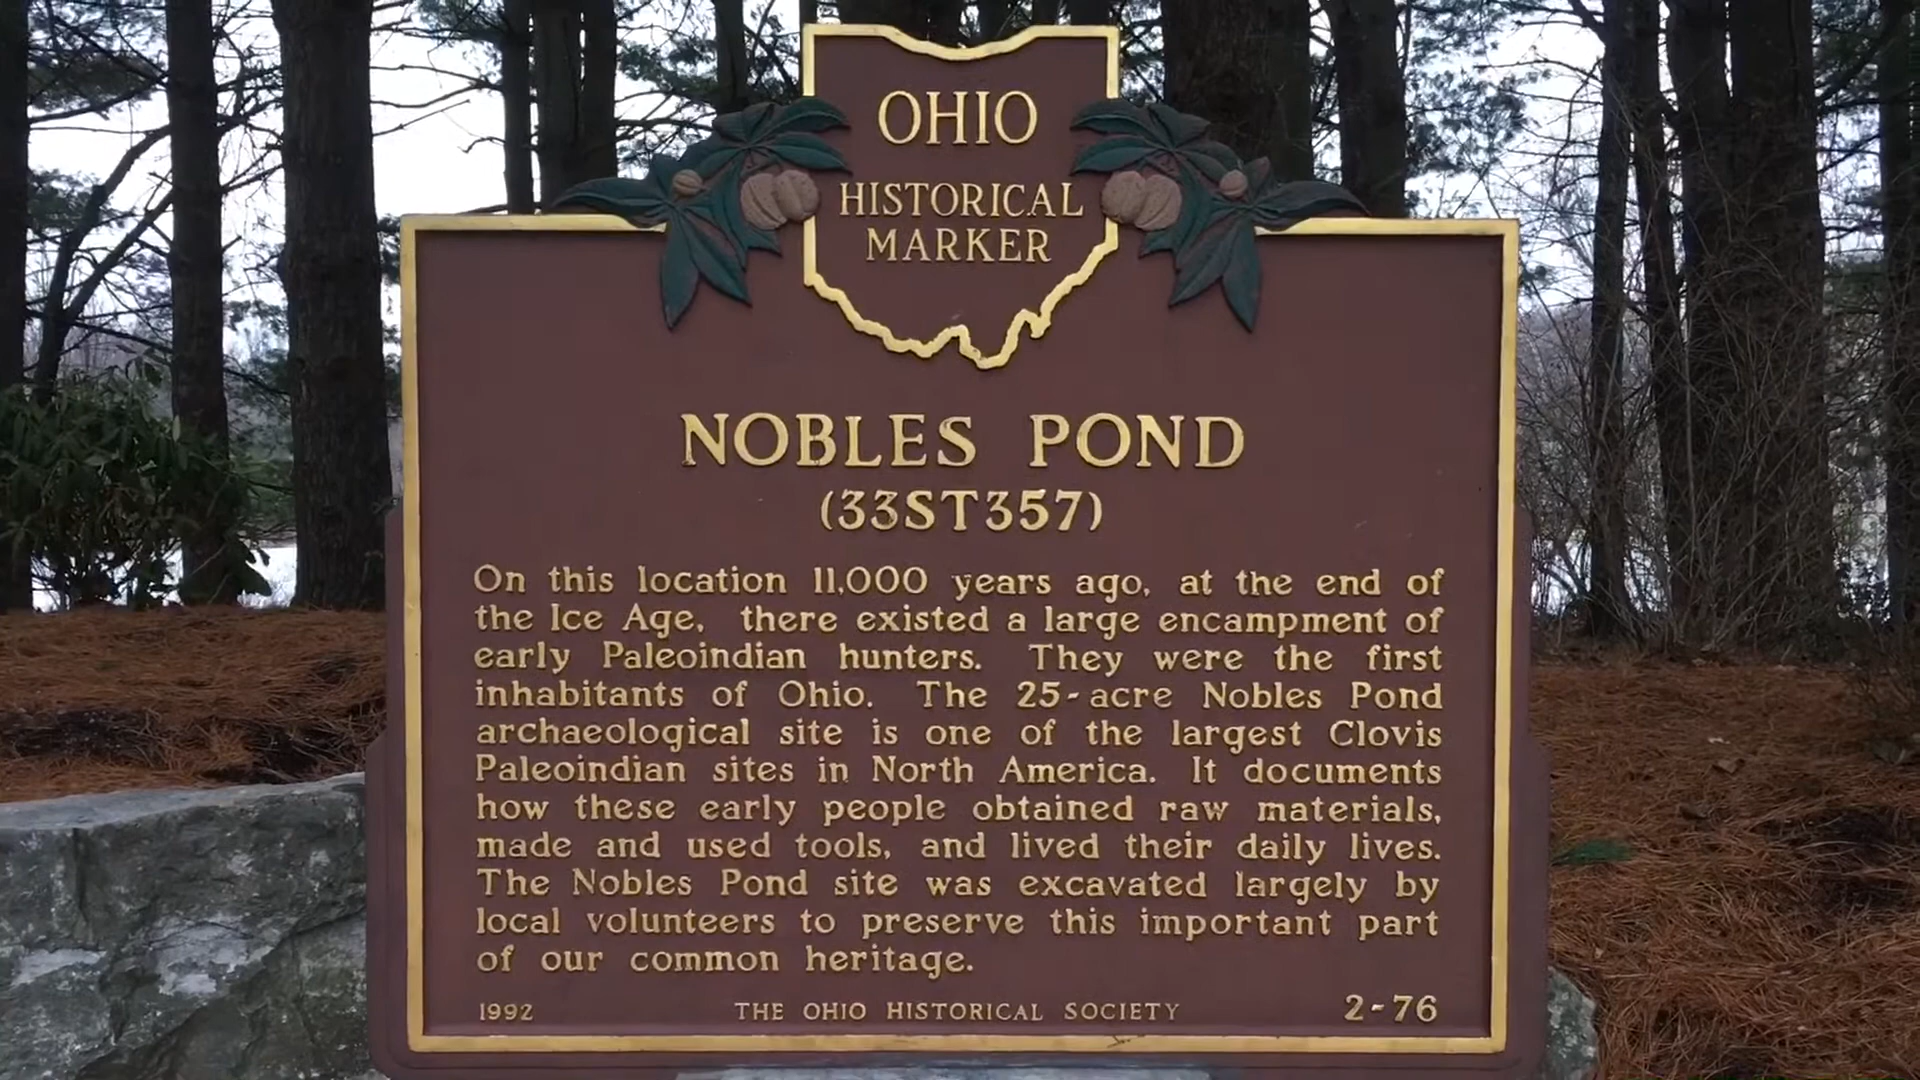 OHIO
HISTORICAL
MARKER
NOBLES POND
(33ST357)
On this location 11,000 years ago, at the end of
the Ice Age, there existed a large encampment of
early Paleoindian hunters. They were the first
inhabitants of Ohio. The 25-acre Nobles Pond
archaeological site is one of the largest Clovis
Paleoindian sites in North America. It documents
how these early people obtained raw materials,
made and used tools, and lived their daily lives.
The Nobles Pond site was excavated largely by
local volunteers to preserve this important part
of our common heritage.
1992 THE OHIO HISTORICAL SOCIETY 2-76